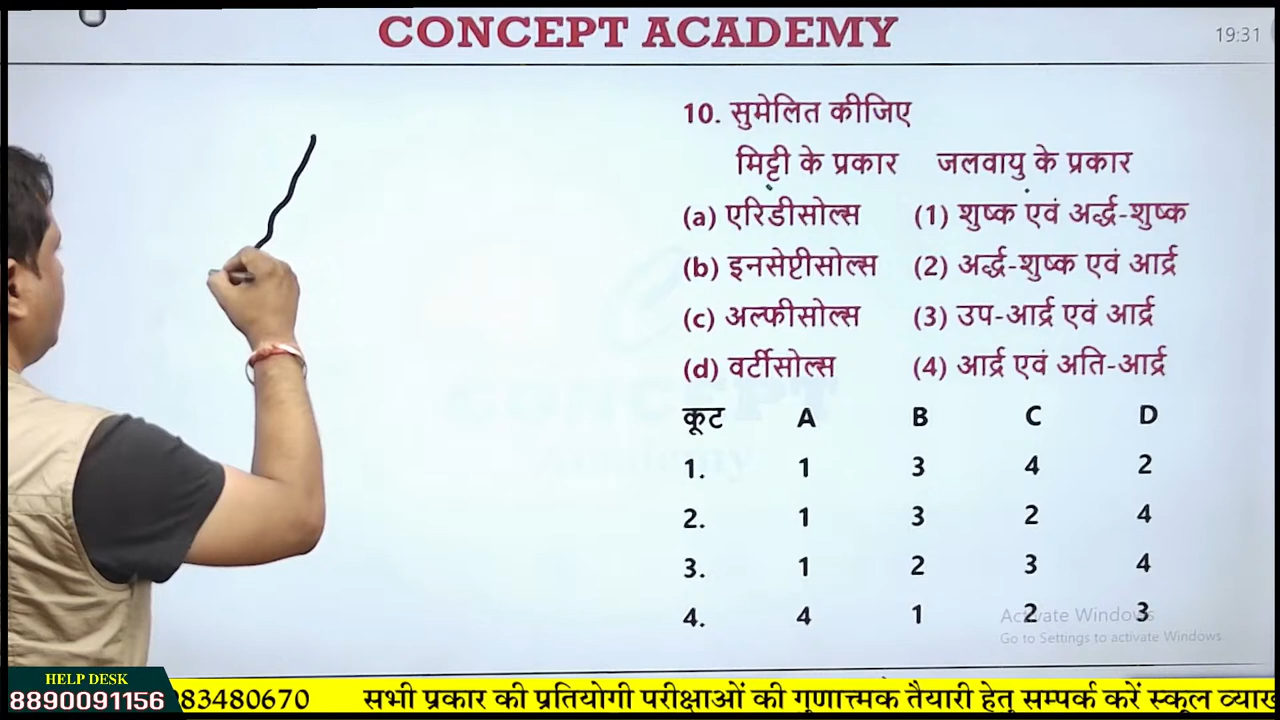 CONCEPT ACADEMY
19:31
10. सुमेलित कीजिए
मिट्टी के प्रकार जलवायु के प्रकार
(a) एरिडीसोल्स (1) शुष्क एवं अर्द्ध-शुष्क
(b) इनसेप्टीसोल्स (2) अर्द्ध-शुष्क एवं आर्द्र
(c) अल्फीसोल्स (3) उप-आर्द्र एवं आर्द्र
(d) वर्टीसोल्स (4) आर्द्र एवं अति-आर्द्र
कूट A B C D
1. 1 3 4 2
2. 1 3 2 4
3. 1 2 3 4
4. 4 1 2 3
Activate Windows
Go to Settings to activate Windows
CONCEPT
Academy
HELP DESK
8890091156
983480670 सभी प्रकार की प्रतियोगी परीक्षाओं की गुणात्मक तैयारी हेतु सम्पर्क करें स्कूल